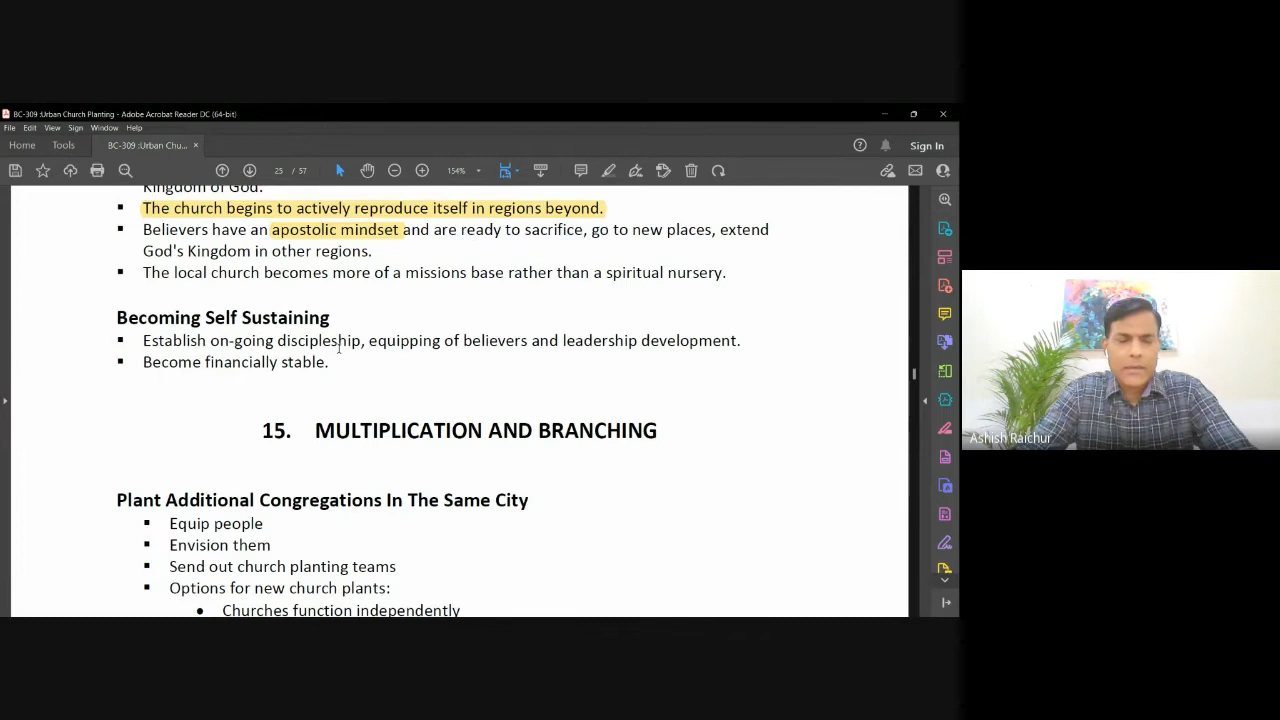 BC-309 :Urban Church Planting - Adobe Acrobat Reader DC (64-bit)
File Edit View Sign Window Help
Home Tools BC-309 :Urban Chu... × Sign In
25 / 57 154%
Kingdom of God.
▪ The church begins to actively reproduce itself in regions beyond.
▪ Believers have an apostolic mindset and are ready to sacrifice, go to new places, extend
God's Kingdom in other regions.
▪ The local church becomes more of a missions base rather than a spiritual nursery.
Becoming Self Sustaining
▪ Establish on-going discipleship, equipping of believers and leadership development.
▪ Become financially stable.
15. MULTIPLICATION AND BRANCHING
Plant Additional Congregations In The Same City
▪ Equip people
▪ Envision them
▪ Send out church planting teams
▪ Options for new church plants:
● Churches function independently
Ashish Raichur